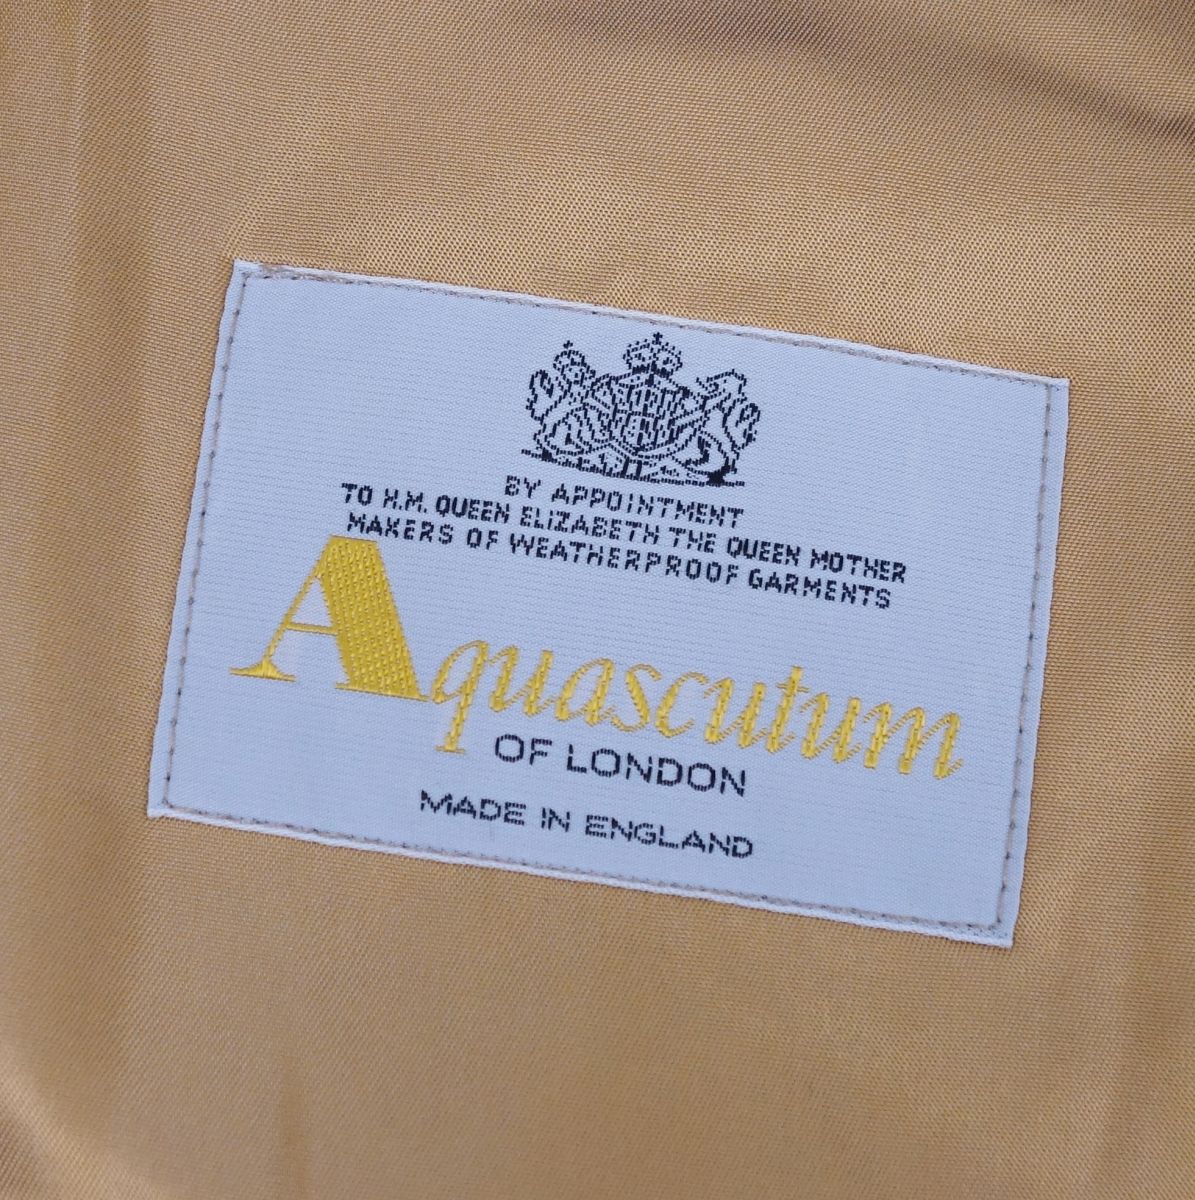 BY APPOINTMENT
TO H.M. QUEEN ELIZABETH THE QUEEN MOTHER
MAKERS OF WEATHERPROOF GARMENTS
Aquascutum
OF LONDON
MADE IN ENGLAND